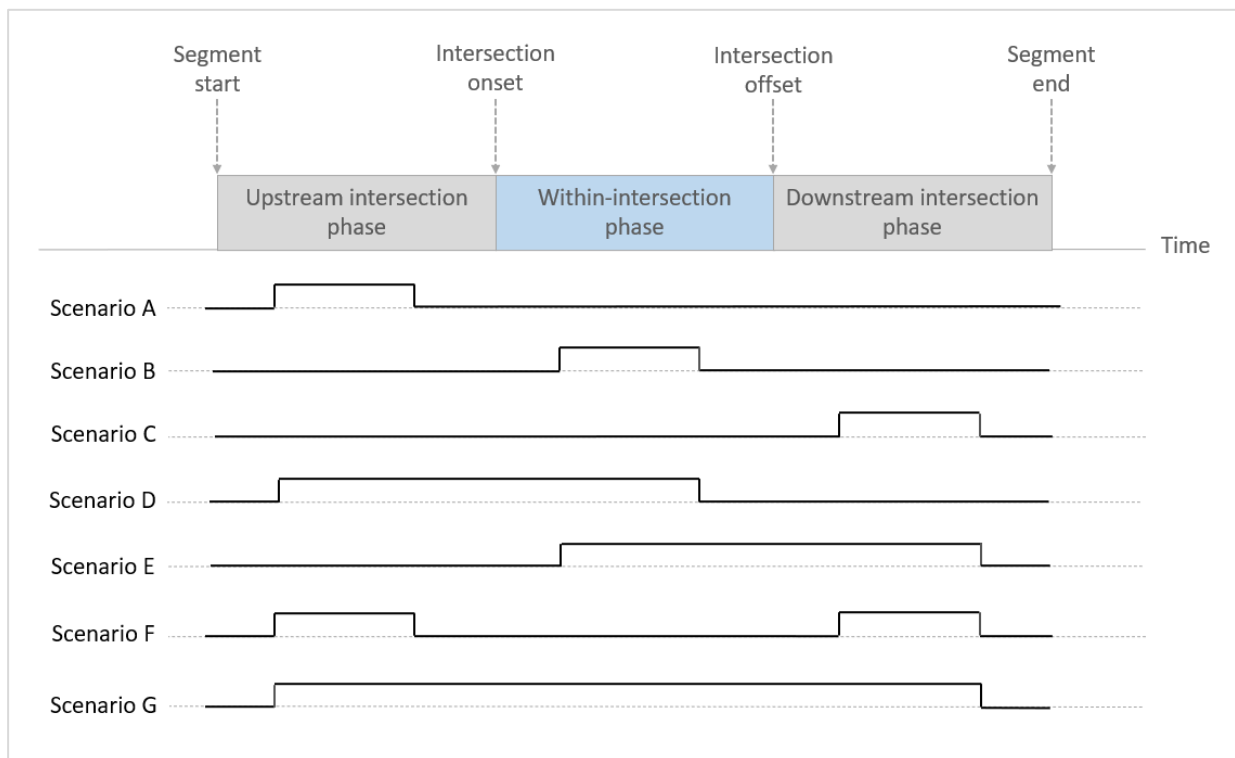 Segment
start
Intersection
onset
Intersection
offset
Segment
end
Upstream intersection
phase
Within-intersection
phase
Downstream intersection
phase
Time
Scenario A
Scenario B
Scenario C
Scenario D
Scenario E
Scenario F
Scenario G